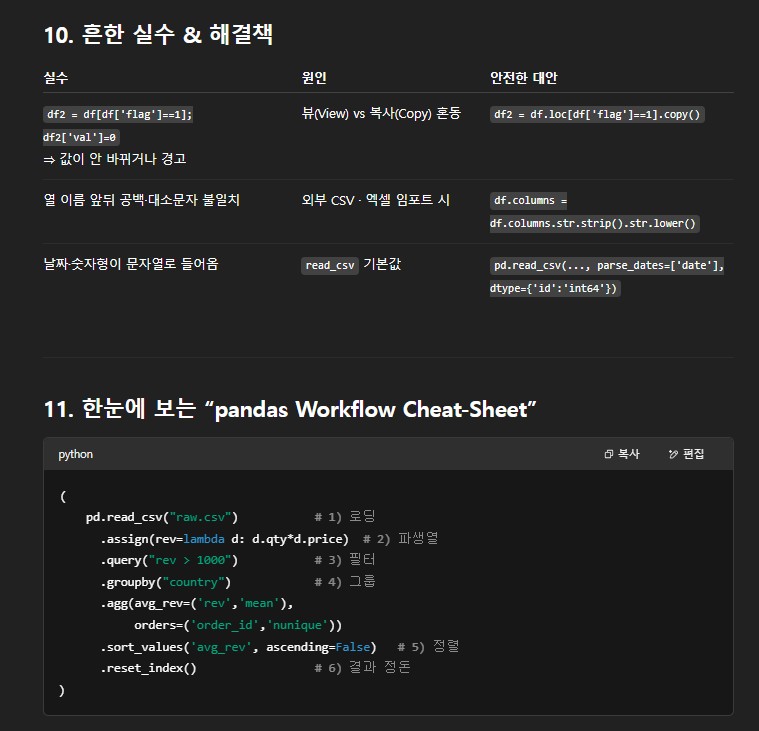 10. 흔한 실수 & 해결책
실수 원인 안전한 대안
df2 = df[df['flag']==1]; 뷰(View) vs 복사(Copy) 혼동 df2 = df.loc[df['flag']==1].copy()
df2['val']=0
⇒ 값이 안 바뀌거나 경고
열 이름 앞뒤 공백·대소문자 불일치 외부 CSV · 엑셀 임포트 시 df.columns =
df.columns.str.strip().str.lower()
날짜·숫자형이 문자열로 들어옴 read_csv 기본값 pd.read_csv(..., parse_dates=['date'],
dtype={'id':'int64'})
11. 한눈에 보는 “pandas Workflow Cheat-Sheet”
python 복사 편집
(
    pd.read_csv("raw.csv")           # 1) 로딩
      .assign(rev=lambda d: d.qty*d.price)  # 2) 파생열
      .query("rev > 1000")           # 3) 필터
      .groupby("country")            # 4) 그룹
      .agg(avg_rev=('rev','mean'),
           orders=('order_id','nunique'))
      .sort_values('avg_rev', ascending=False)   # 5) 정렬
      .reset_index()                 # 6) 결과 정돈
)